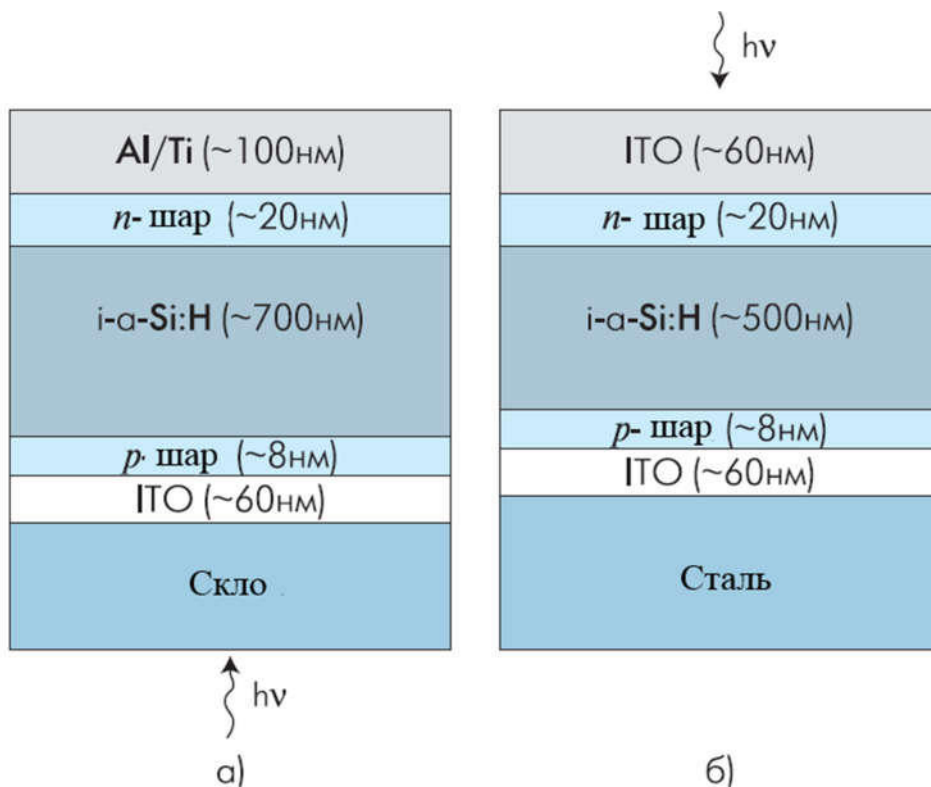 hν
Al/Ti (~100нм)
n- шар (~20нм)
i-a-Si:H (~700нм)
p- шар (~8нм)
ITO (~60нм)
Скло
hν
а)
ITO (~60нм)
n- шар (~20нм)
i-a-Si:H (~500нм)
p- шар (~8нм)
ITO (~60нм)
Сталь
б)